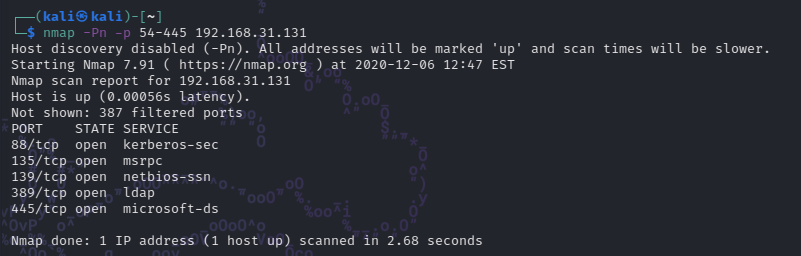 ┌──(kali㉿kali)-[~]
└─$ nmap -Pn -p 54-445 192.168.31.131
Host discovery disabled (-Pn). All addresses will be marked 'up' and scan times will be slower.
Starting Nmap 7.91 ( https://nmap.org ) at 2020-12-06 12:47 EST
Nmap scan report for 192.168.31.131
Host is up (0.00056s latency).
Not shown: 387 filtered ports
PORT    STATE SERVICE
88/tcp  open  kerberos-sec
135/tcp open  msrpc
139/tcp open  netbios-ssn
389/tcp open  ldap
445/tcp open  microsoft-ds

Nmap done: 1 IP address (1 host up) scanned in 2.68 seconds